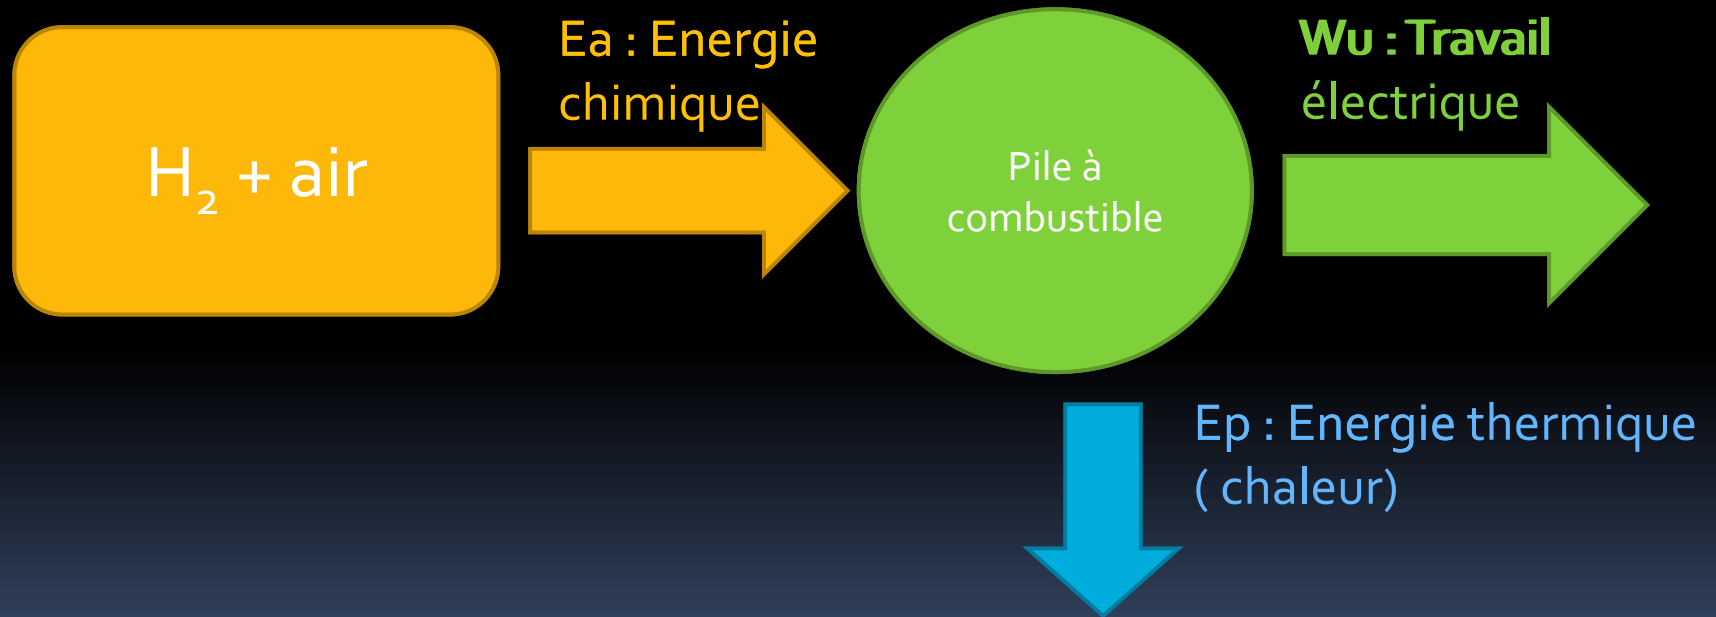 H₂ + air
Ea : Energie
chimique
Pile à
combustible
Wu : Travail
électrique
Ep : Energie thermique
( chaleur)